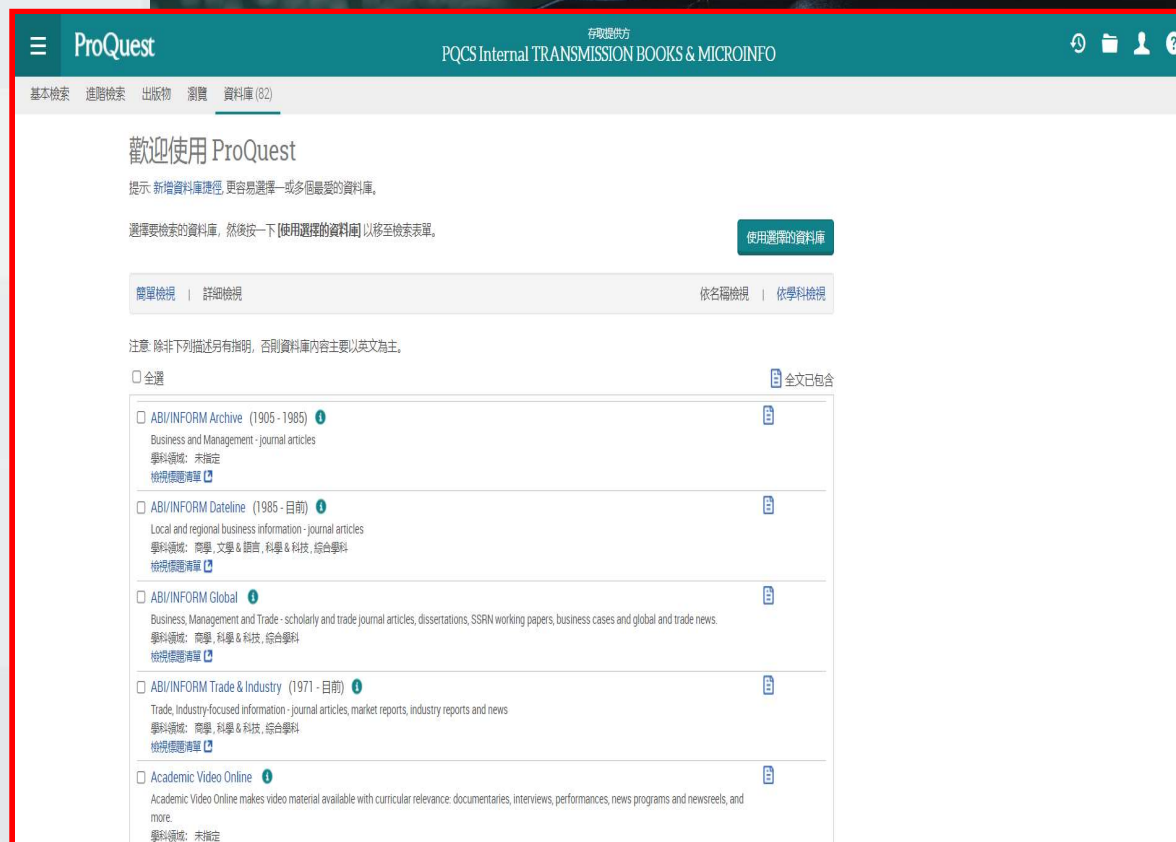 ProQuest
存取提供方
PQCS Internal TRANSMISSION BOOKS & MICROINFO
基本檢索 進階檢索 出版物 瀏覽 資料庫 (82)
歡迎使用 ProQuest
提示: 新增資料庫捷徑, 更容易選擇一或多個最愛的資料庫。
選擇要檢索的資料庫，然後按一下 [使用選擇的資料庫] 以移至檢索表單。
使用選擇的資料庫
簡單檢視 | 詳細檢視 依名稱檢視 | 依學科檢視
注意: 除非下列描述另有指明，否則資料庫內容主要以英文為主。
全選 全文已包含
ABI/INFORM Archive (1905 - 1985)
Business and Management - journal articles
學科領域: 未指定
檢視標題清單
ABI/INFORM Dateline (1985 - 目前)
Local and regional business information - journal articles
學科領域: 商學 , 文學 & 語言 , 科學 & 科技 , 綜合學科
檢視標題清單
ABI/INFORM Global
Business, Management and Trade - scholarly and trade journal articles, dissertations, SSRN working papers, business cases and global and trade news.
學科領域: 商學 , 科學 & 科技 , 綜合學科
檢視標題清單
ABI/INFORM Trade & Industry (1971 - 目前)
Trade, Industry-focused information - journal articles, market reports, industry reports and news
學科領域: 商學 , 科學 & 科技 , 綜合學科
檢視標題清單
Academic Video Online
Academic Video Online makes video material available with curricular relevance: documentaries, interviews, performances, news programs and newsreels, and
more.
學科領域: 未指定